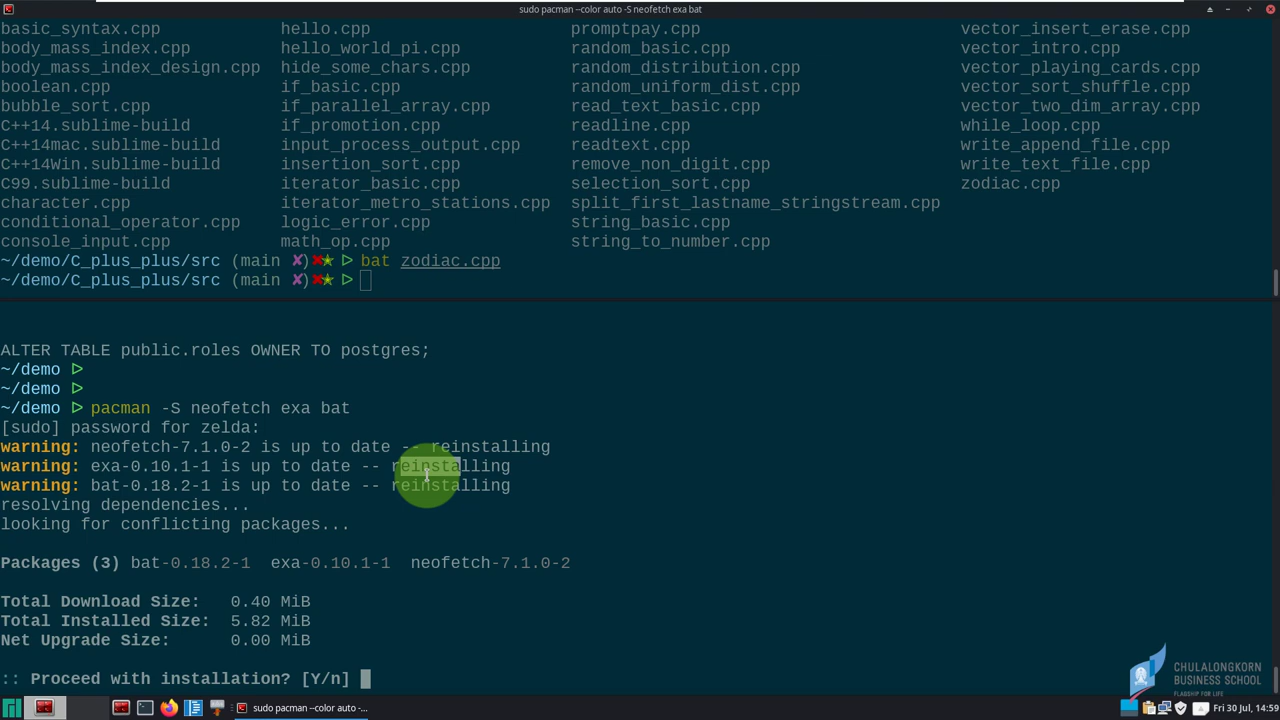 sudo pacman --color auto -S neofetch exa bat
basic_syntax.cpp hello.cpp promptpay.cpp vector_insert_erase.cpp
body_mass_index.cpp hello_world_pi.cpp random_basic.cpp vector_intro.cpp
body_mass_index_design.cpp hide_some_chars.cpp random_distribution.cpp vector_playing_cards.cpp
boolean.cpp if_basic.cpp random_uniform_dist.cpp vector_sort_shuffle.cpp
bubble_sort.cpp if_parallel_array.cpp read_text_basic.cpp vector_two_dim_array.cpp
C++14.sublime-build if_promotion.cpp readline.cpp while_loop.cpp
C++14mac.sublime-build input_process_output.cpp readtext.cpp write_append_file.cpp
C++14Win.sublime-build insertion_sort.cpp remove_non_digit.cpp write_text_file.cpp
C99.sublime-build iterator_basic.cpp selection_sort.cpp zodiac.cpp
character.cpp iterator_metro_stations.cpp split_first_lastname_stringstream.cpp
conditional_operator.cpp logic_error.cpp string_basic.cpp
console_input.cpp math_op.cpp string_to_number.cpp
~/demo/C_plus_plus/src (main ✘)✖★ ᐅ bat zodiac.cpp
~/demo/C_plus_plus/src (main ✘)✖★ ᐅ
ALTER TABLE public.roles OWNER TO postgres;
~/demo ᐅ
~/demo ᐅ
~/demo ᐅ pacman -S neofetch exa bat
[sudo] password for zelda:
warning: neofetch-7.1.0-2 is up to date -- reinstalling
warning: exa-0.10.1-1 is up to date -- reinstalling
warning: bat-0.18.2-1 is up to date -- reinstalling
resolving dependencies...
looking for conflicting packages...
Packages (3) bat-0.18.2-1 exa-0.10.1-1 neofetch-7.1.0-2
Total Download Size: 0.40 MiB
Total Installed Size: 5.82 MiB
Net Upgrade Size: 0.00 MiB
:: Proceed with installation? [Y/n]
CHULALONGKORN
BUSINESS SCHOOL
FLAGSHIP FOR LIFE
sudo pacman --color auto -...
Fri 30 Jul, 14:59